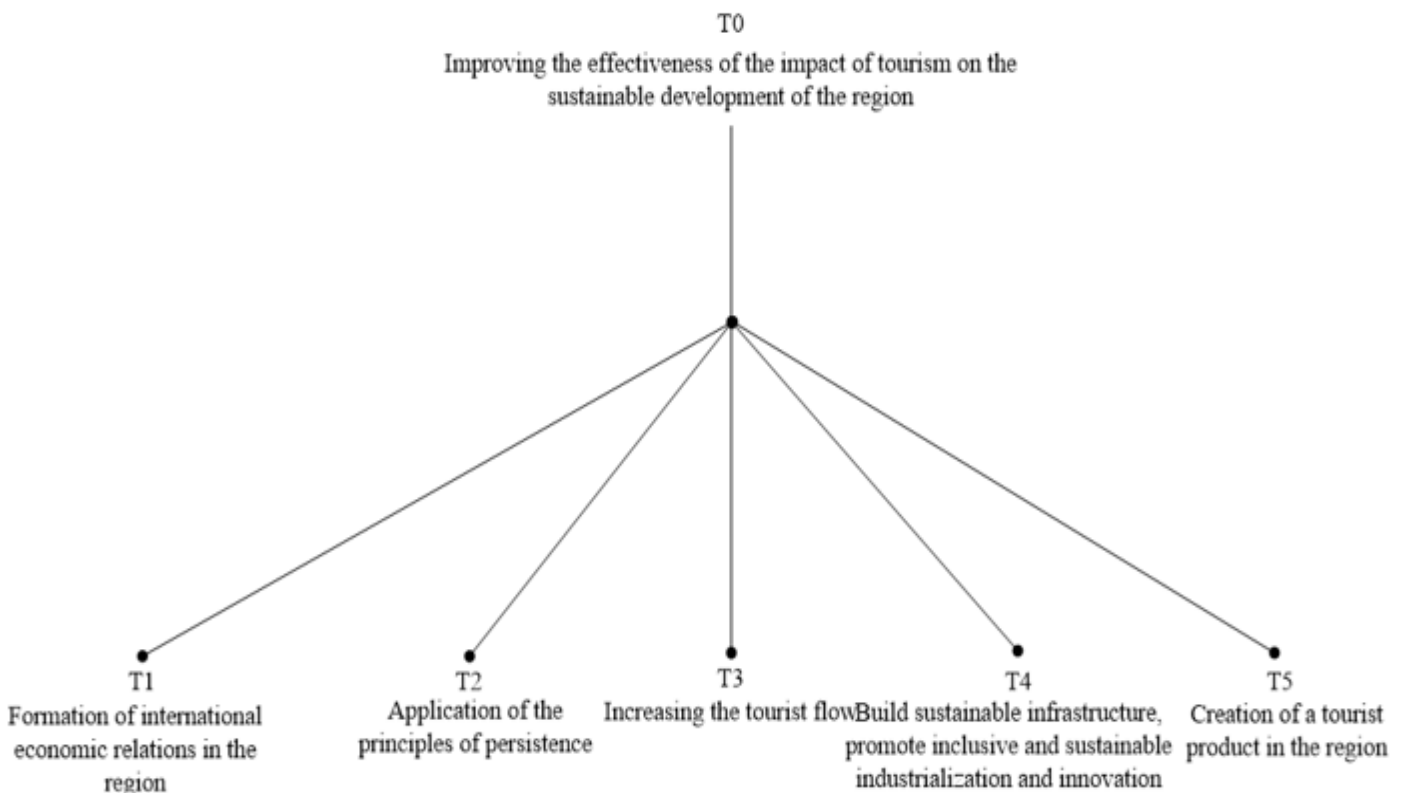 T0
Improving the effectiveness of the impact of tourism on the
sustainable development of the region
T1
Formation of international
economic relations in the
region
T2
Application of the
principles of persistence
T3
Increasing the tourist flow
T4
Build sustainable infrastructure,
promote inclusive and sustainable
industrialization and innovation
T5
Creation of a tourist
product in the region